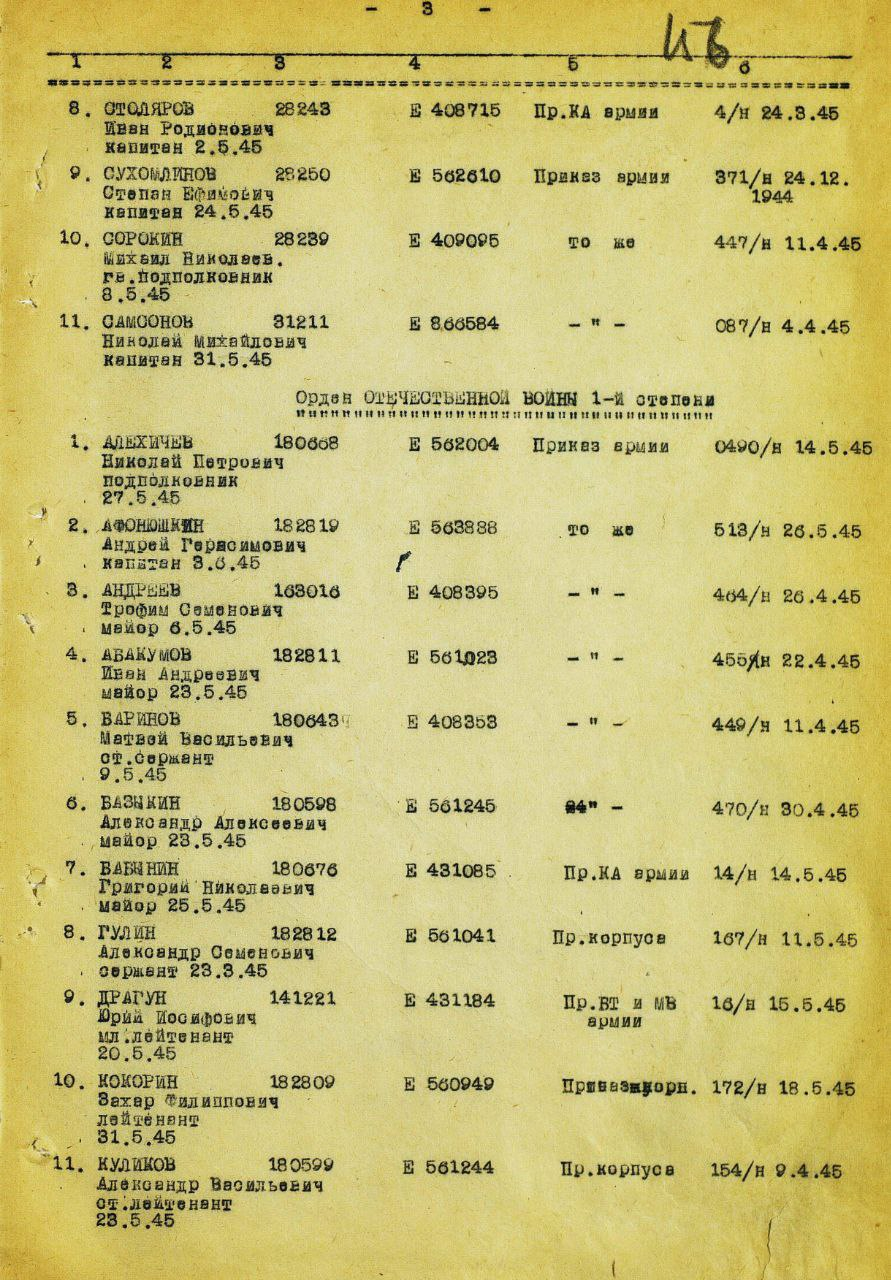 - 3 -
1 2 3 4 5 6
8. СТОЛЯРОВ 28243 Е 408715 Пр.КА армии 4/н 24.3.45
Иван Родионович
капитан 2.5.45
9. СУХОМЛИНОВ 28250 Е 562610 Приказ армии 371/н 24.12.
Степан Ефимович 1944
капитан 24.5.45
10. СОРОКИН 28239 Е 409095 то же 447/н 11.4.45
Михаил Николаев.
гв.подполковник
8.5.45
11. САМСОНОВ 31211 Е 866584 - " - 087/н 4.4.45
Николай Михайлович
капитан 31.5.45
Орден ОТЕЧЕСТВЕННОЙ ВОЙНЫ 1-й степени
1. АЛЕХИЧЕВ 180668 Е 562004 Приказ армии 0490/н 14.5.45
Николай Петрович
подполковник
27.5.45
2. АФОНЮШКИН 182819 Е 563888 то же 513/н 26.5.45
Андрей Герасимович
капитан 3.6.45
3. АНДРЕЕВ 163016 Е 408395 - " - 464/н 26.4.45
Трофим Семенович
майор 6.5.45
4. АБАКУМОВ 182811 Е 561023 - " - 455/н 22.4.45
Иван Андреевич
майор 23.5.45
5. БАРИНОВ 180643 Е 408353 - " - 449/н 11.4.45
Матвей Васильевич
ст.сержант
9.5.45
6. БАЗЫКИН 180598 Е 561245 " - 470/н 30.4.45
Александр Алексеевич
майор 23.5.45
7. БАБЫНИН 180676 Е 431085 Пр.КА армии 14/н 14.5.45
Григорий Николаевич
майор 25.5.45
8. ГУЛИН 182812 Е 561041 Пр.корпуса 167/н 11.5.45
Александр Семенович
сержант 23.3.45
9. ДРАГУН 141221 Е 431184 Пр.БТ и МВ 16/н 15.5.45
Юрий Иосифович армии
мл.лейтенант
20.5.45
10. КОКОРИН 182809 Е 560949 172/н 18.5.45
Захар Филиппович
лейтенант
31.5.45
11. КУЛИКОВ 180599 Е 561244 Пр.корпуса 154/н 9.4.45
Александр Васильевич
ст.лейтенант
23.5.45